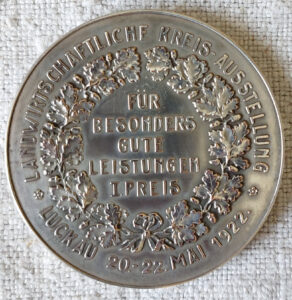 LANDWIRTSCHAFTLICHE KREIS-AUSSTELLUNG
FÜR
BESONDERS
GUTE
LEISTUNGEN
I PREIS
LUCKAU 20-22. MAI 1922.